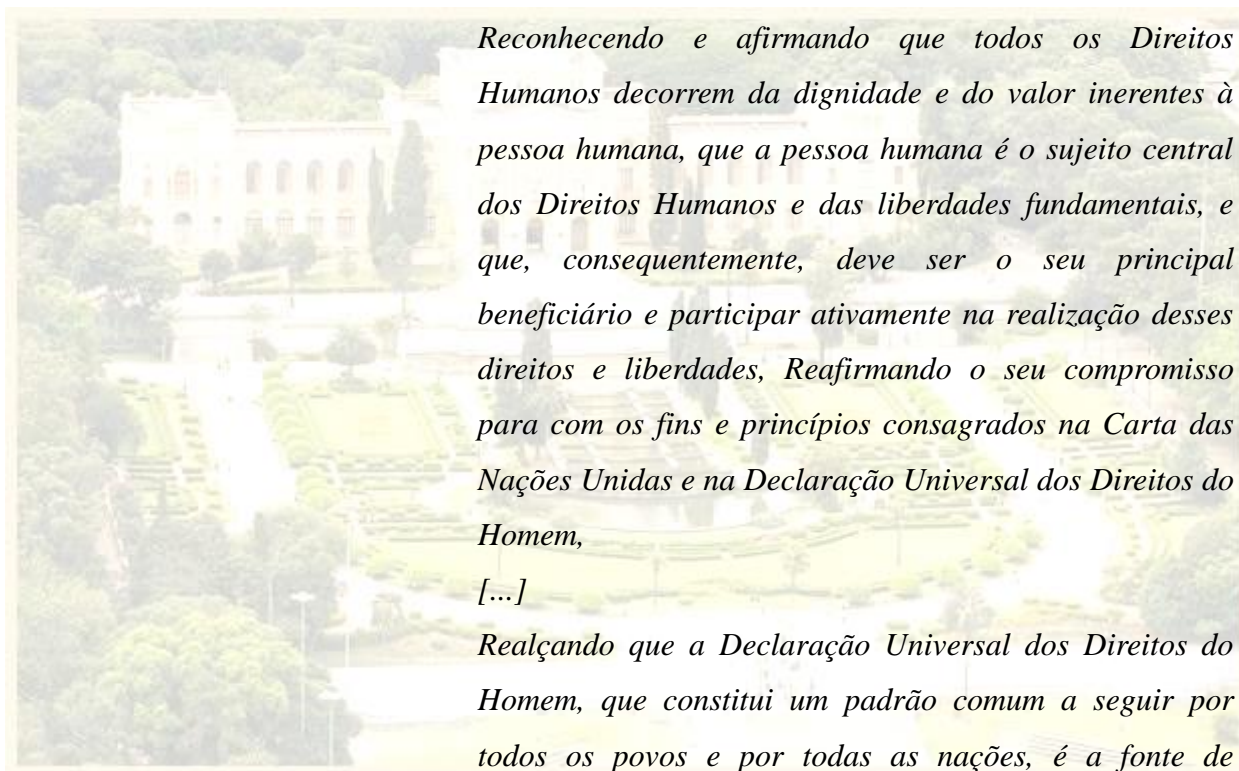 Reconhecendo e afirmando que todos os Direitos
Humanos decorrem da dignidade e do valor inerentes à
pessoa humana, que a pessoa humana é o sujeito central
dos Direitos Humanos e das liberdades fundamentais, e
que, consequentemente, deve ser o seu principal
beneficiário e participar ativamente na realização desses
direitos e liberdades, Reafirmando o seu compromisso
para com os fins e princípios consagrados na Carta das
Nações Unidas e na Declaração Universal dos Direitos do
Homem,
[...]
Realçando que a Declaração Universal dos Direitos do
Homem, que constitui um padrão comum a seguir por
todos os povos e por todas as nações, é a fonte de